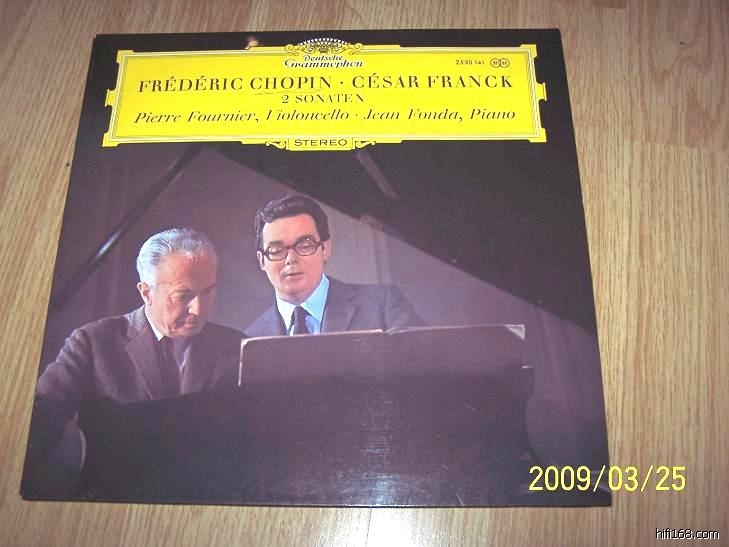 Deutsche
Grammophon
2530 141
FRÉDÉRIC CHOPIN · CÉSAR FRANCK
2 SONATEN
Pierre Fournier, Violoncello · Jean Fonda, Piano
STEREO
2009/03/25
hifi168.com